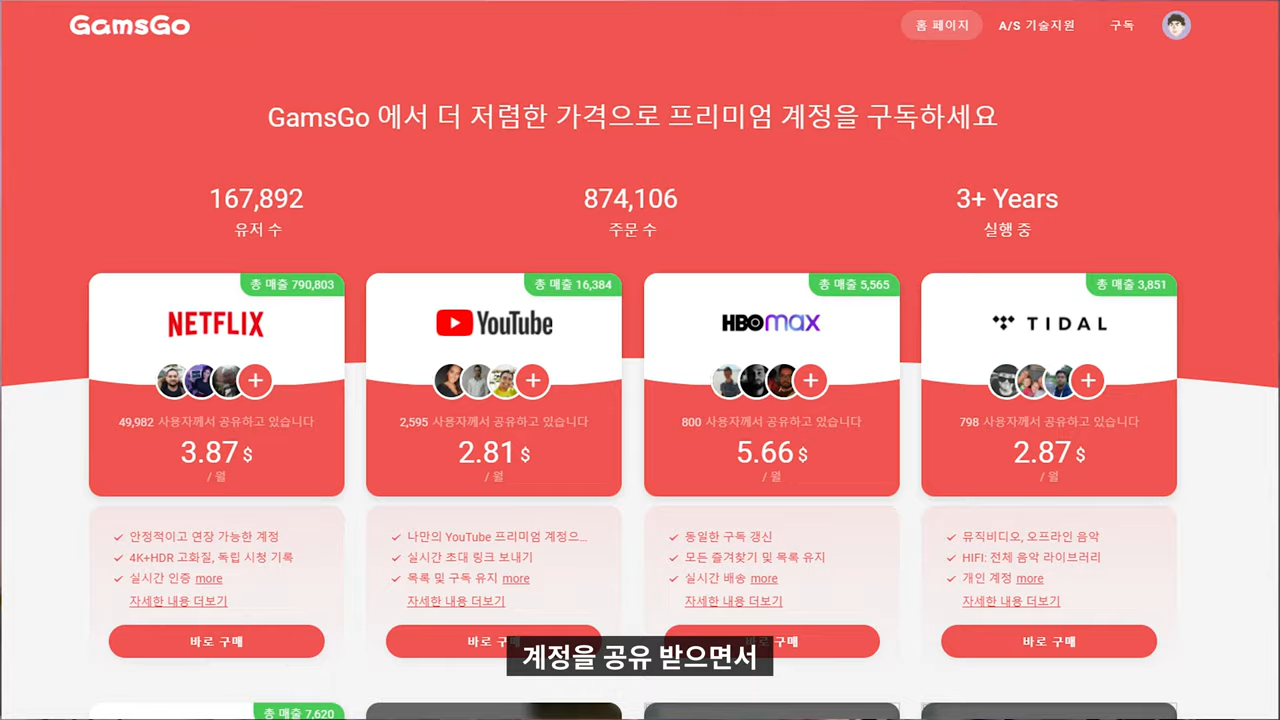 GamsGo
홈 페이지 A/S 기술지원 구독
GamsGo 에서 더 저렴한 가격으로 프리미엄 계정을 구독하세요
167,892
유저 수
874,106
주문 수
3+ Years
실행 중
총 매출 790,803
NETFLIX
49,982 사용자께서 공유하고 있습니다
3.87 $
/ 월
안정적이고 연장 가능한 계정
4K+HDR 고화질, 독립 시청 기록
실시간 인증 more
자세한 내용 더보기
바로 구매
총 매출 16,384
YouTube
2,595 사용자께서 공유하고 있습니다
2.81 $
/ 월
나만의 YouTube 프리미엄 계정으...
실시간 초대 링크 보내기
목록 및 구독 유지 more
자세한 내용 더보기
바로 구매
총 매출 5,565
HBOmax
800 사용자께서 공유하고 있습니다
5.66 $
/ 월
동일한 구독 갱신
모든 즐겨찾기 및 목록 유지
실시간 배송 more
자세한 내용 더보기
바로 구매
총 매출 3,851
TIDAL
798 사용자께서 공유하고 있습니다
2.87 $
/ 월
뮤직비디오, 오프라인 음악
HIFI: 전체 음악 라이브러리
개인 계정 more
자세한 내용 더보기
바로 구매
계정을 공유 받으면서
총 매출 7,620